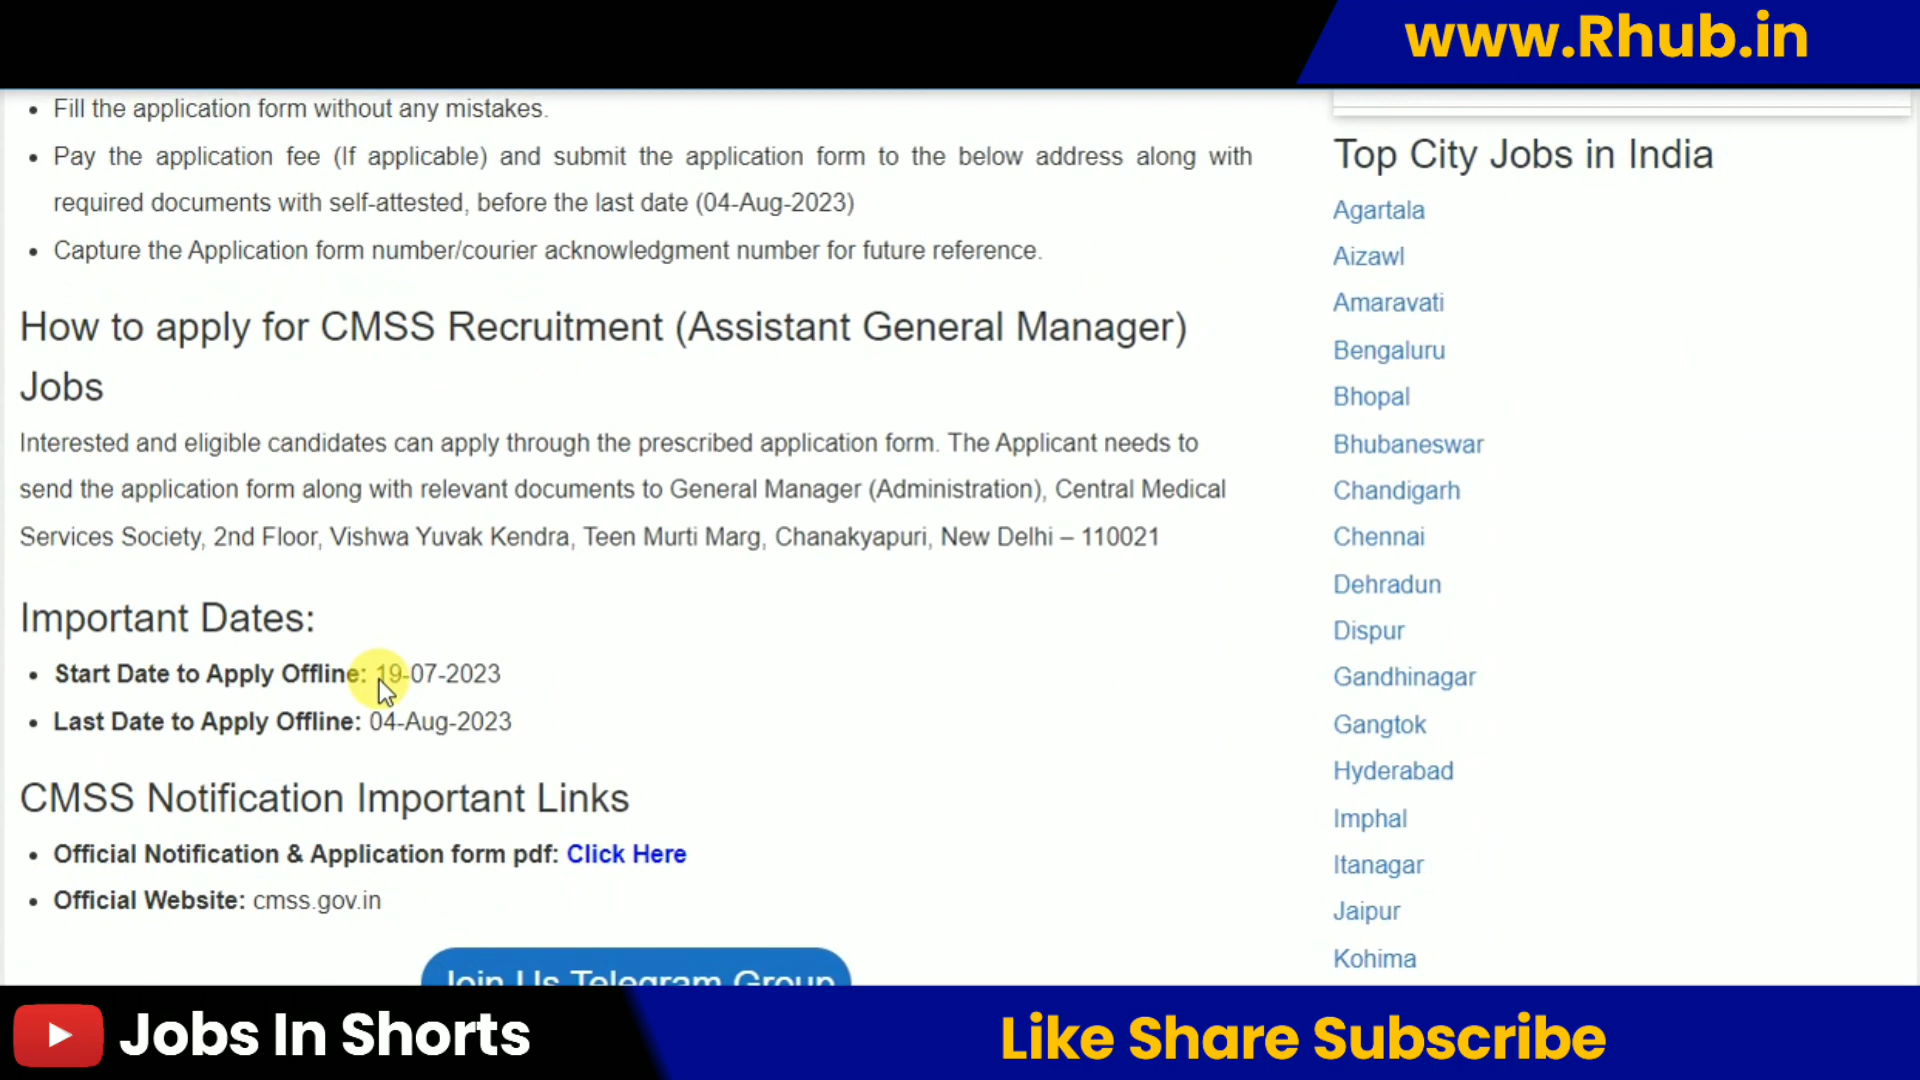 www.Rhub.in
Fill the application form without any mistakes.
Pay the application fee (If applicable) and submit the application form to the below address along with
required documents with self-attested, before the last date (04-Aug-2023)
Capture the Application form number/courier acknowledgment number for future reference.
How to apply for CMSS Recruitment (Assistant General Manager)
Jobs
Interested and eligible candidates can apply through the prescribed application form. The Applicant needs to
send the application form along with relevant documents to General Manager (Administration), Central Medical
Services Society, 2nd Floor, Vishwa Yuvak Kendra, Teen Murti Marg, Chanakyapuri, New Delhi – 110021
Important Dates:
Start Date to Apply Offline: 19-07-2023
Last Date to Apply Offline: 04-Aug-2023
CMSS Notification Important Links
Official Notification & Application form pdf: Click Here
Official Website: cmss.gov.in
Join Us Telegram Group
Top City Jobs in India
Agartala
Aizawl
Amaravati
Bengaluru
Bhopal
Bhubaneswar
Chandigarh
Chennai
Dehradun
Dispur
Gandhinagar
Gangtok
Hyderabad
Imphal
Itanagar
Jaipur
Kohima
Jobs In Shorts
Like Share Subscribe